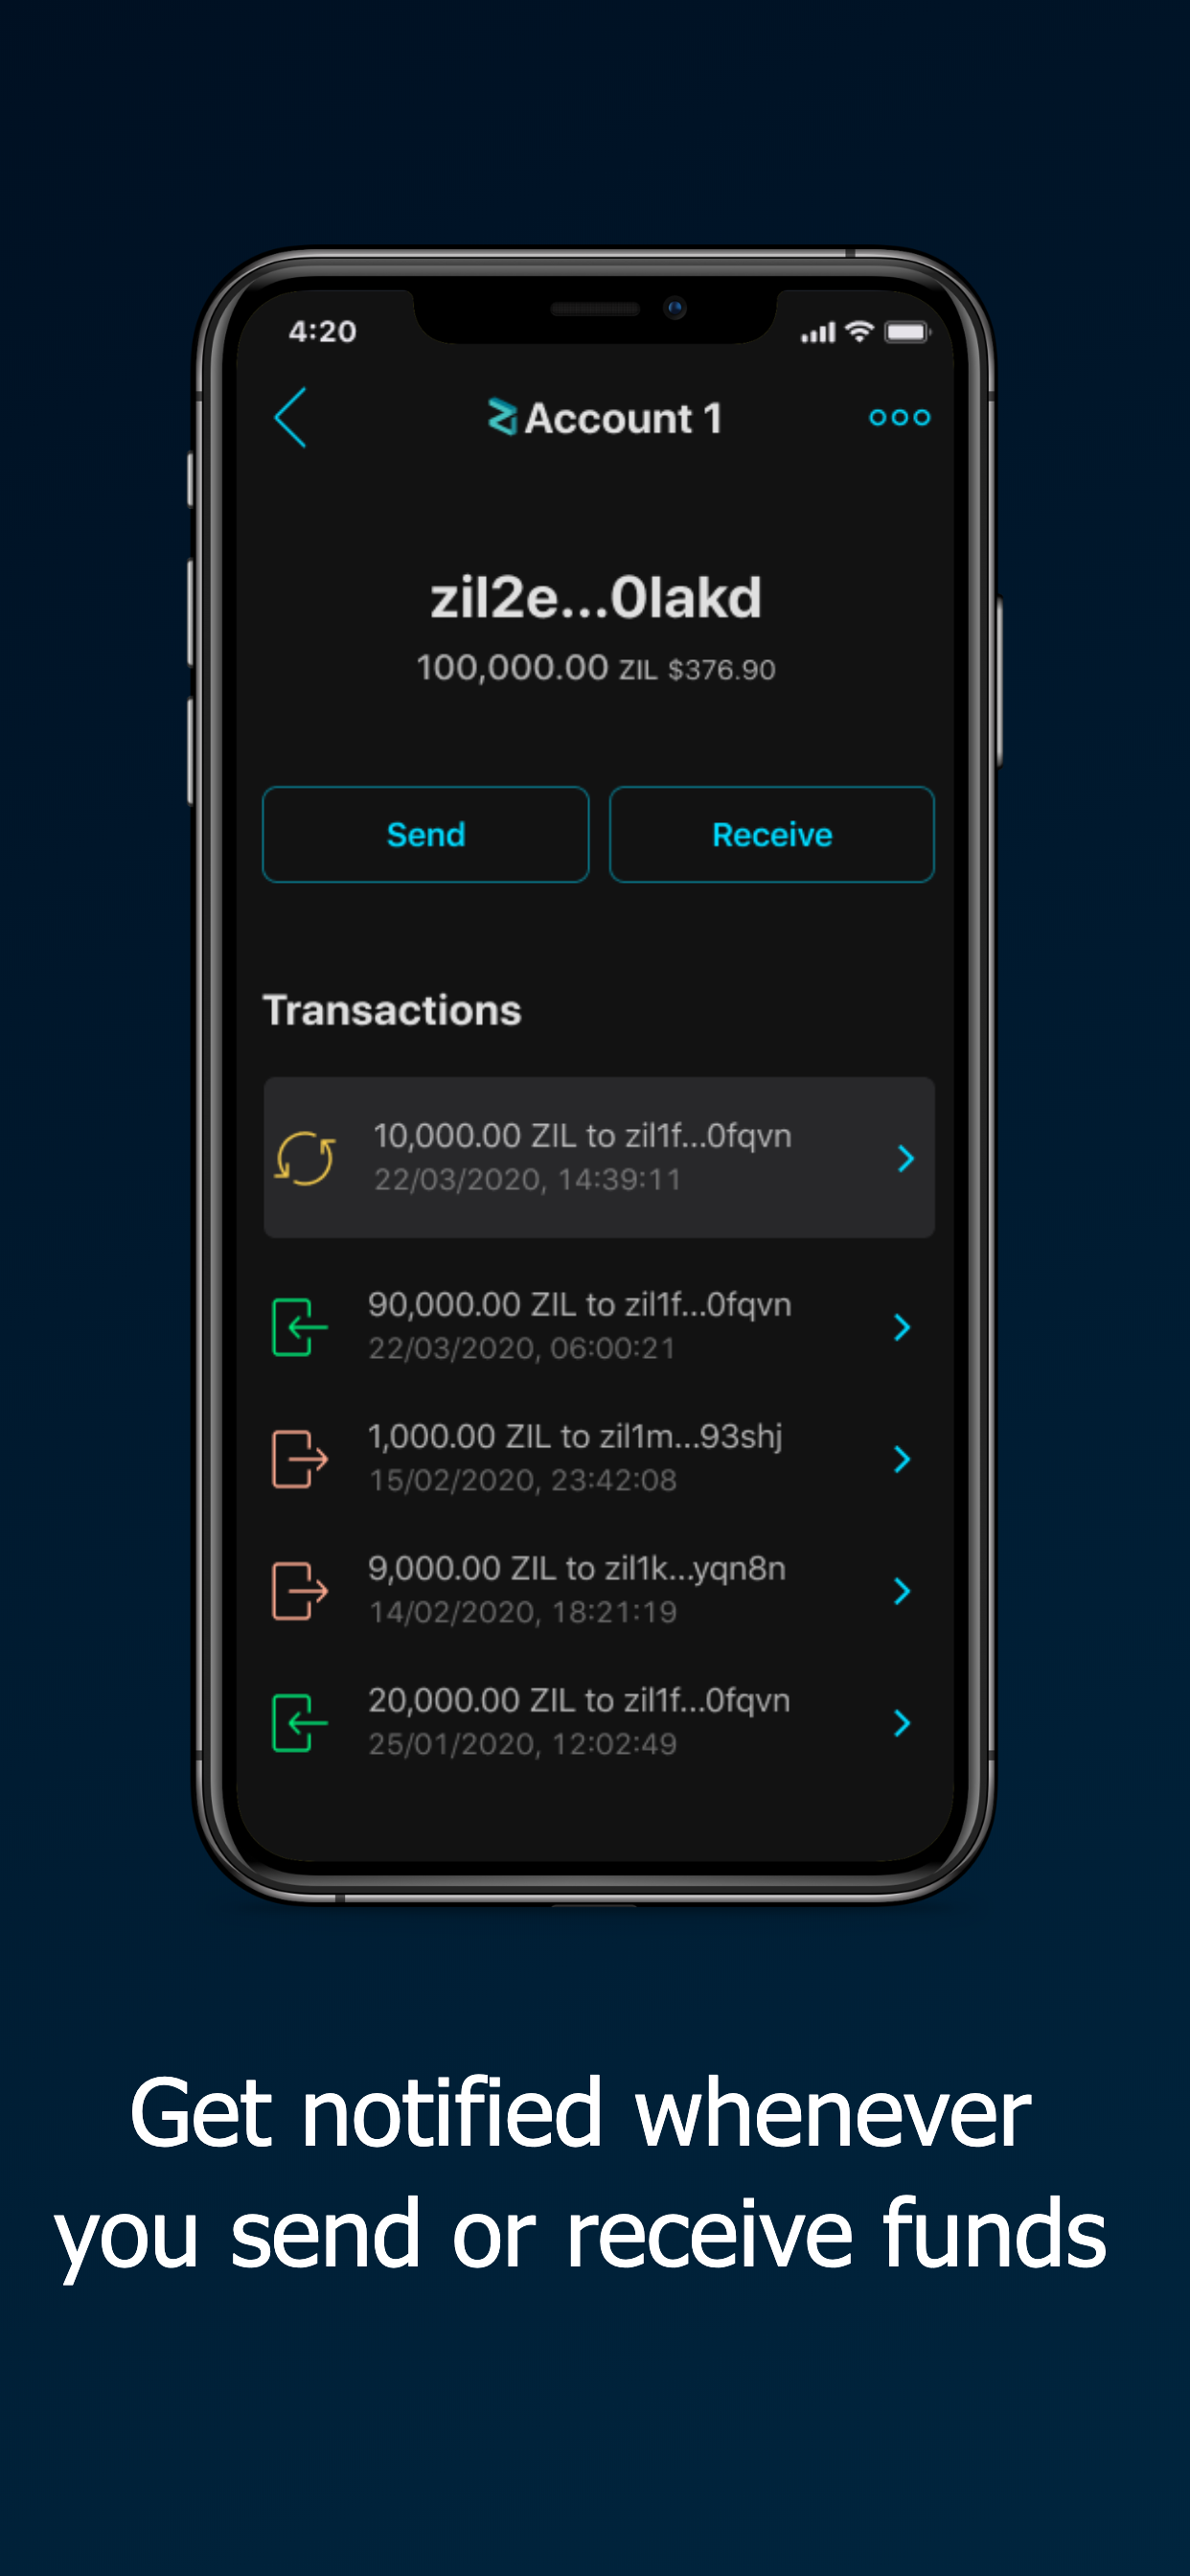 4:20
Account 1
zil2e...0lakd
100,000.00 ZIL $376.90
Send
Receive
Transactions
10,000.00 ZIL to zil1f...0fqvn
22/03/2020, 14:39:11
90,000.00 ZIL to zil1f...0fqvn
22/03/2020, 06:00:21
1,000.00 ZIL to zil1m...93shj
15/02/2020, 23:42:08
9,000.00 ZIL to zil1k...yqn8n
14/02/2020, 18:21:19
20,000.00 ZIL to zil1f...0fqvn
25/01/2020, 12:02:49
Get notified whenever
you send or receive funds